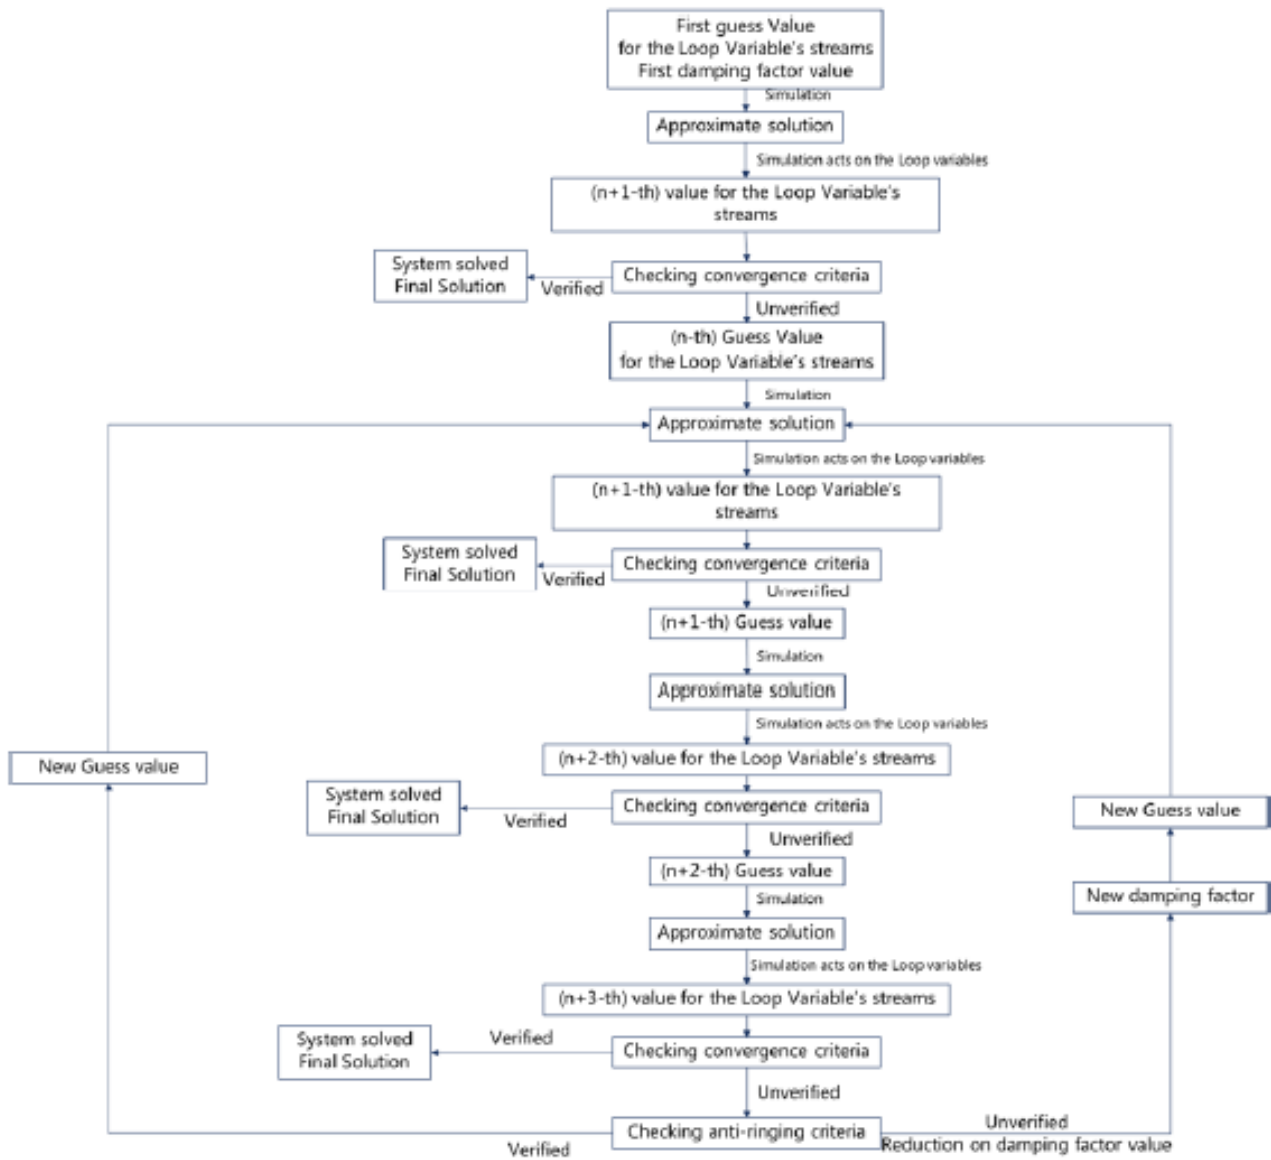 First guess Value
for the Loop Variable's streams
First damping factor value
Simulation
Approximate solution
Simulation acts on the Loop variables
(n+1-th) value for the Loop Variable's
streams
System solved
Final Solution
Verified
Checking convergence criteria
Unverified
(n-th) Guess Value
for the Loop Variable's streams
Simulation
Approximate solution
Simulation acts on the Loop variables
(n+1-th) value for the Loop Variable's
streams
System solved
Final Solution
Verified
Checking convergence criteria
Unverified
(n+1-th) Guess value
Simulation
Approximate solution
Simulation acts on the Loop variables
(n+2-th) value for the Loop Variable's streams
New Guess value
System solved
Final Solution
Verified
Checking convergence criteria
New Guess value
Unverified
(n+2-th) Guess value
Simulation
New damping factor
Approximate solution
Simulation acts on the Loop variables
(n+3-th) value for the Loop Variable's streams
System solved
Final Solution
Verified
Checking convergence criteria
Unverified
Checking anti-ringing criteria
Verified
Unverified
Reduction on damping factor value